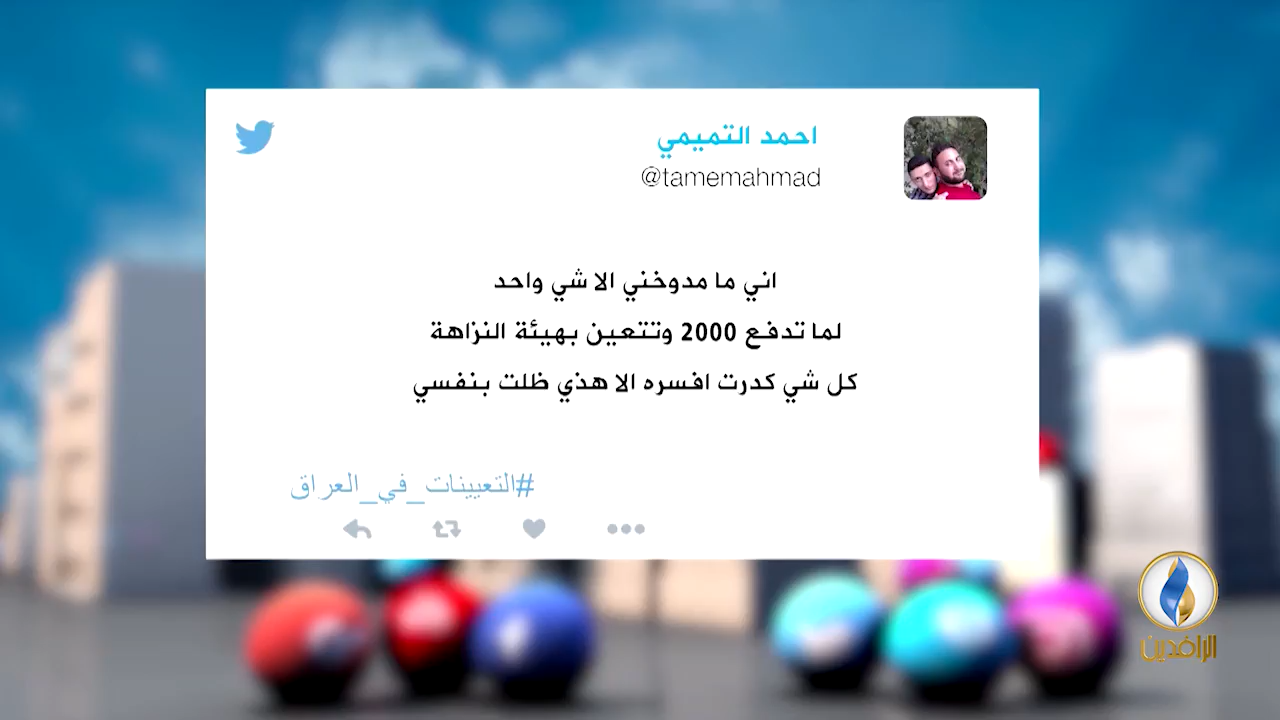 احمد التميمي
@tamemahmad
اني ما مدوخني الا شي واحد
لما تدفع 2000 وتتعين بهيئة النزاهة
كل شي كدرت افسره الا هذي ظلت بنفسي
#التعيينات_في_العراق
الرافدين